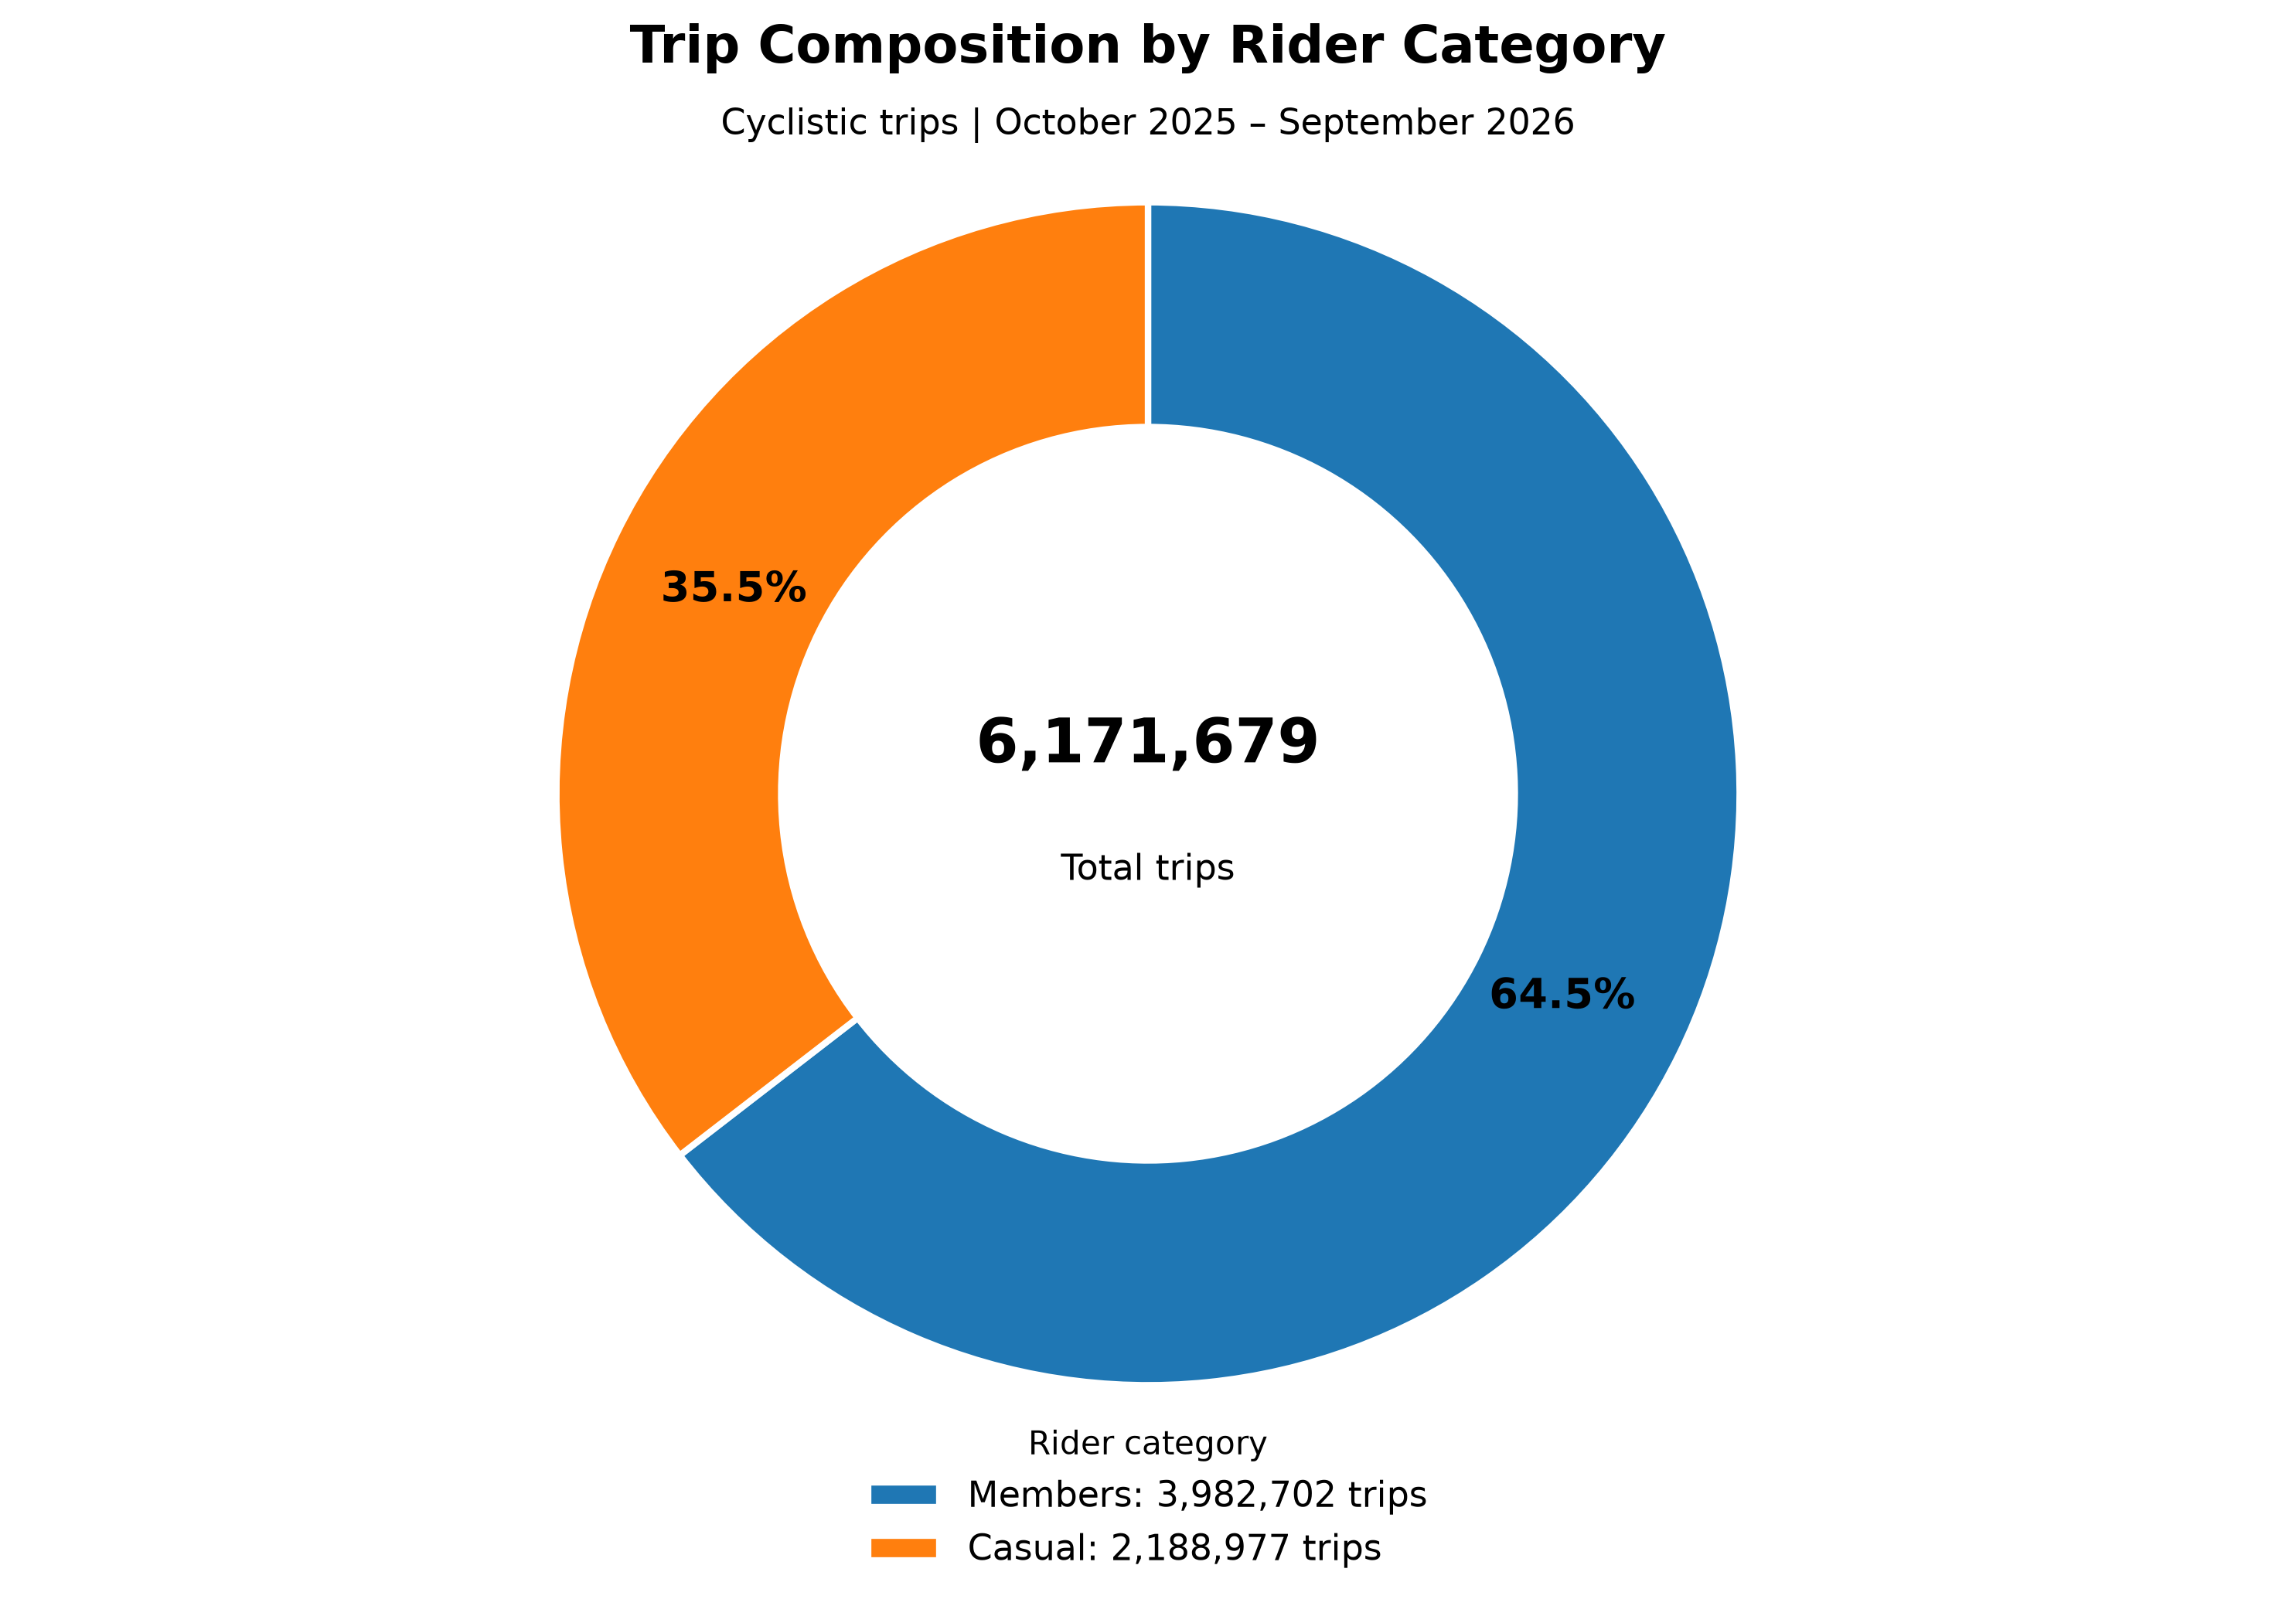 Trip Composition by Rider Category
Cyclistic trips | October 2025 – September 2026
35.5%
6,171,679
Total trips
64.5%
Rider category
Members: 3,982,702 trips
Casual: 2,188,977 trips